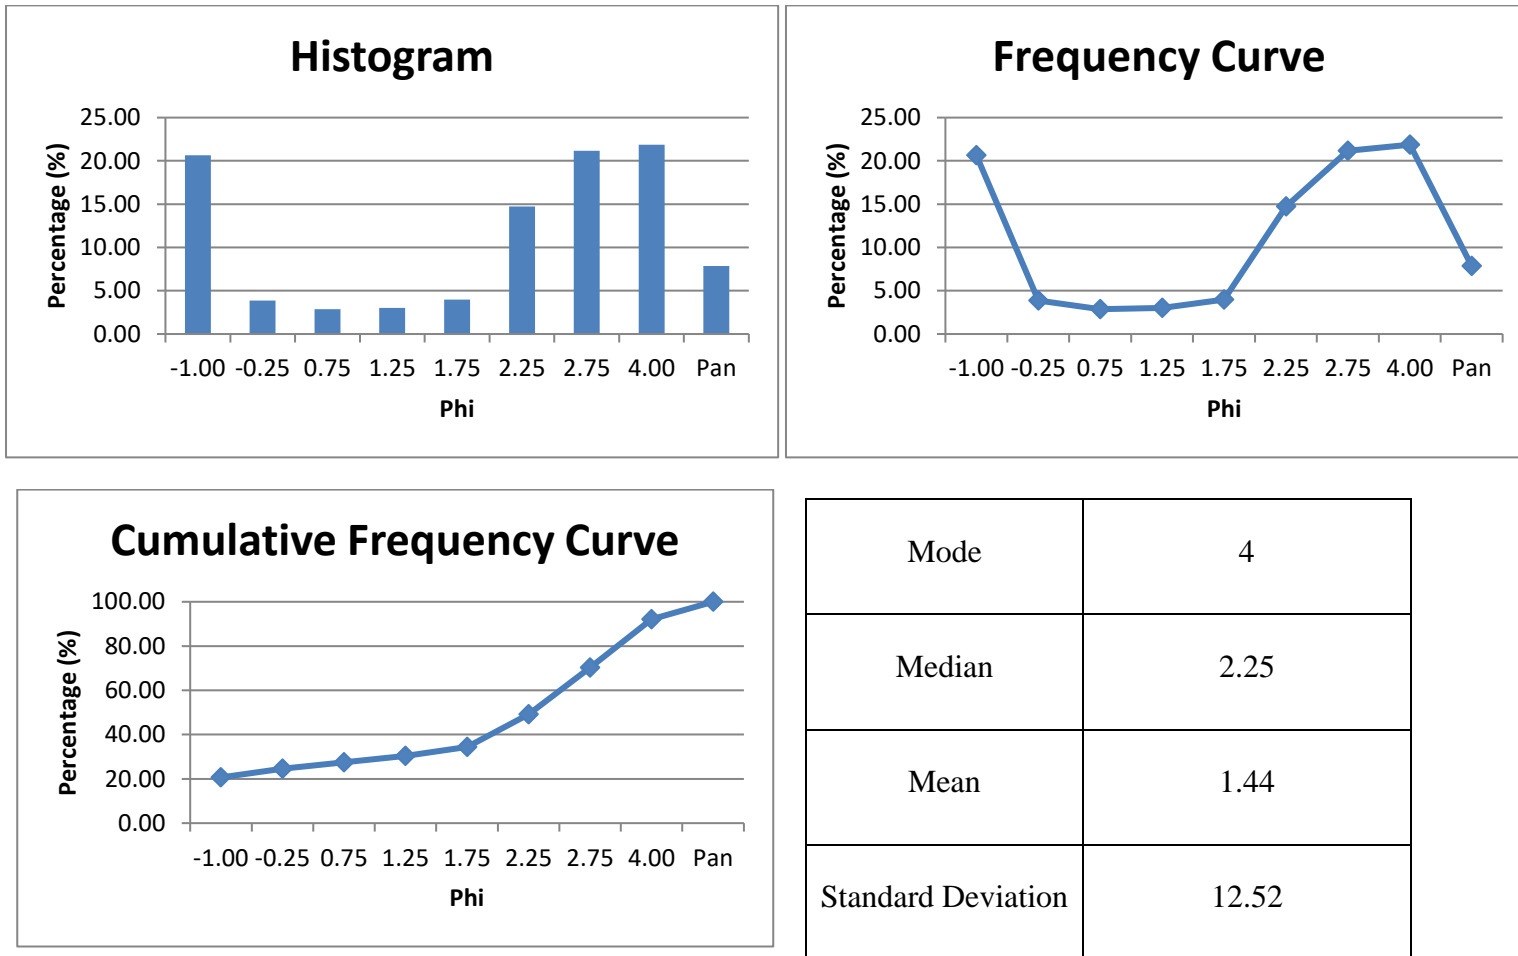 Histogram
Percentage (%)
25.00
20.00
15.00
10.00
5.00
0.00
-1.00 -0.25 0.75 1.25 1.75 2.25 2.75 4.00 Pan
Phi
Frequency Curve
Percentage (%)
25.00
20.00
15.00
10.00
5.00
0.00
-1.00 -0.25 0.75 1.25 1.75 2.25 2.75 4.00 Pan
Phi
Cumulative Frequency Curve
Percentage (%)
100.00
80.00
60.00
40.00
20.00
0.00
-1.00 -0.25 0.75 1.25 1.75 2.25 2.75 4.00 Pan
Phi
Mode 4
Median 2.25
Mean 1.44
Standard Deviation 12.52